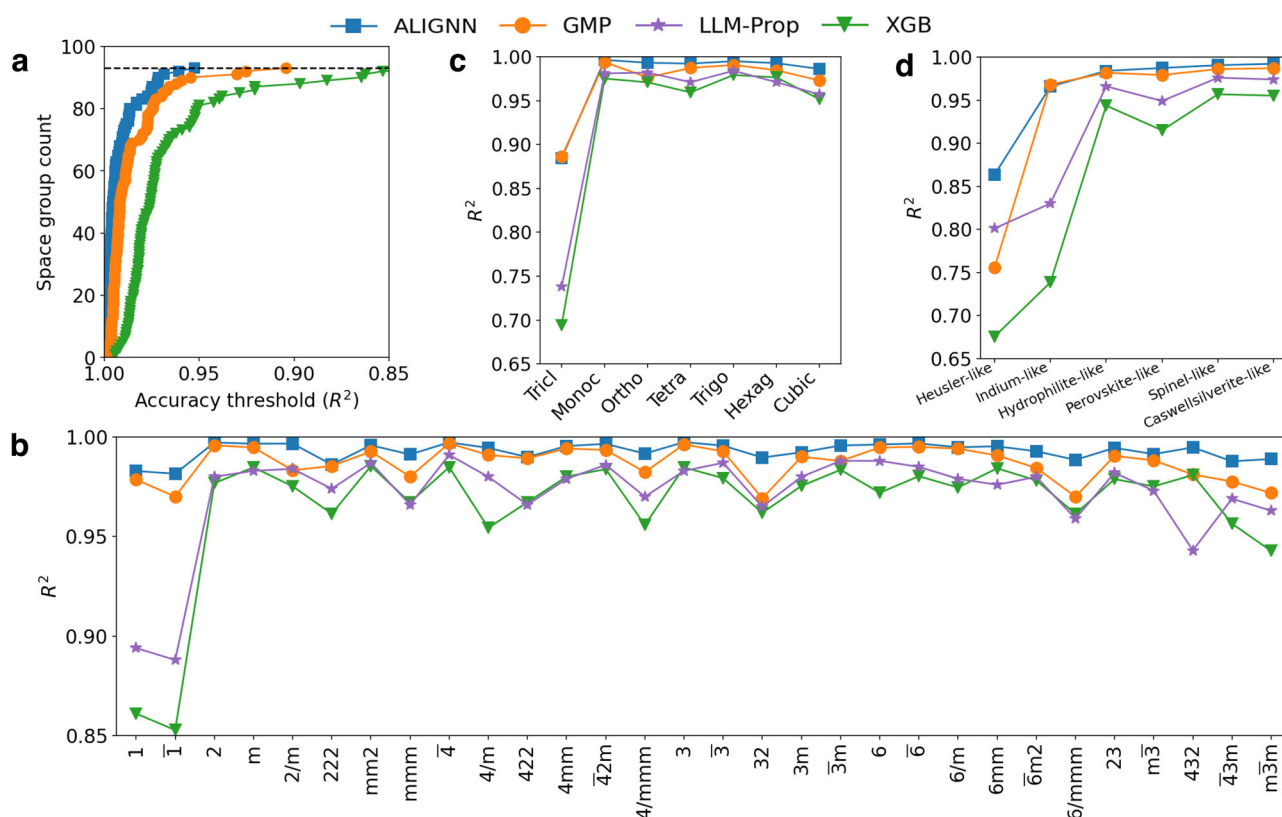 ALIGNN GMP LLM-Prop XGB
a
100
80
60
40
20
0
Space group count
1.00 0.95 0.90 0.85
Accuracy threshold (R²)
c
1.00
0.95
0.90
0.85
0.80
0.75
0.70
0.65
R²
Tricl Monoc Ortho Tetra Trigo Hexag Cubic
d
1.00
0.95
0.90
0.85
0.80
0.75
0.70
0.65
R²
Heusler-like Indium-like Hydrophilite-like Perovskite-like Spinel-like Caswellsilverite-like
b
1.00
0.95
0.90
0.85
R²
1 1̅ 2 m 2/m 222 mm2 mmm 4̅ 4/m 422 4mm 4̅2m 4/mmm 3 3̅ 32 3m 3̅m 6 6̅ 6/m 6mm 6̅m2 6/mmm 23 m3̅ 432 4̅3m m3̅m